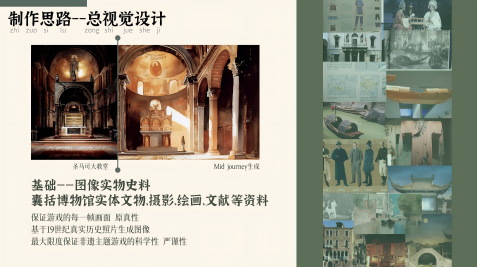 制作思路--总视觉设计
zhi zuo si lu zong shi jue she ji
圣马可大教堂
Mid journey生成
基础--图像实物史料
囊括博物馆实体文物.摄影.绘画.文献等资料
保证游戏的每一帧画面 原真性
基于19世纪真实历史照片生成图像
最大限度保证非遗主题游戏的科学性 严谨性